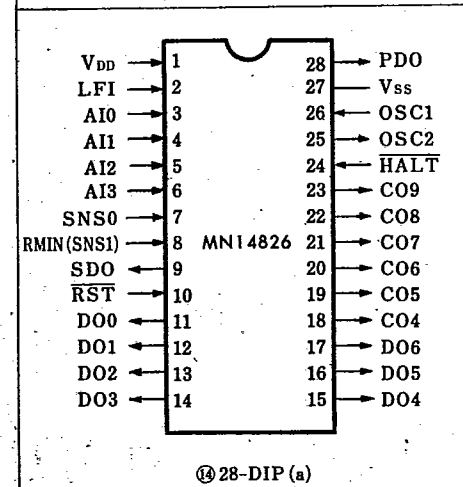 VDD 1 28 PDO
LFI 2 27 Vss
AI0 3 26 OSC1
AI1 4 25 OSC2
AI2 5 24 HALT
AI3 6 23 CO9
SNS0 7 22 CO8
RMIN(SNS1) 8 MN14826 21 CO7
SDO 9 20 CO6
RST 10 19 CO5
DO0 11 18 CO4
DO1 12 17 DO6
DO2 13 16 DO5
DO3 14 15 DO4
⑭ 28-DIP (a)